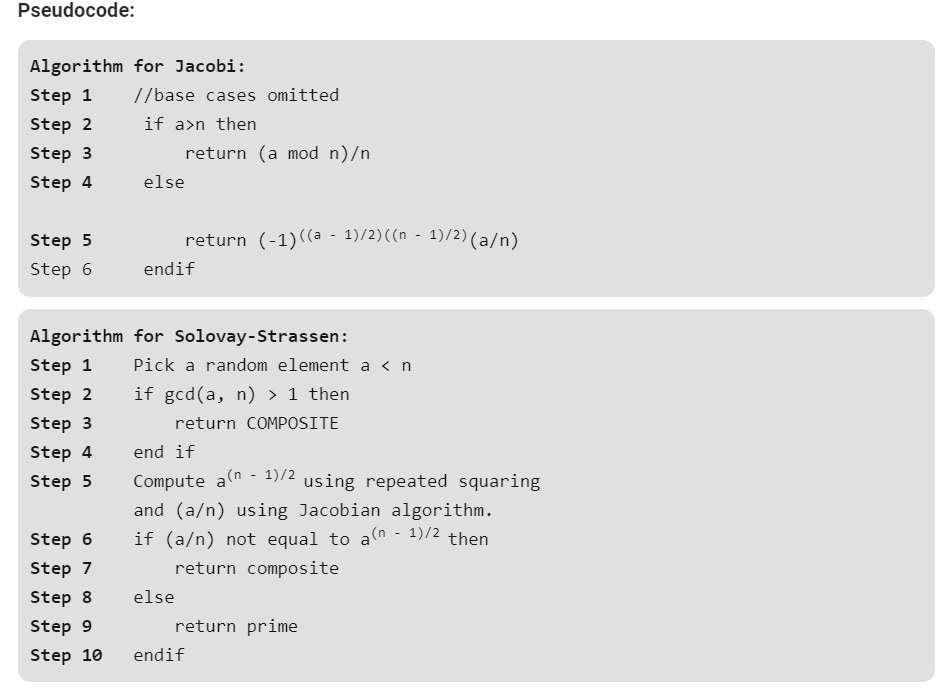 Pseudocode:
Algorithm for Jacobi:
Step 1 //base cases omitted
Step 2 if a>n then
Step 3 return (a mod n)/n
Step 4 else
Step 5 return (-1)((a - 1)/2)((n - 1)/2)(a/n)
Step 6 endif
Algorithm for Solovay-Strassen:
Step 1 Pick a random element a < n
Step 2 if gcd(a, n) > 1 then
Step 3 return COMPOSITE
Step 4 end if
Step 5 Compute a(n - 1)/2 using repeated squaring
and (a/n) using Jacobian algorithm.
Step 6 if (a/n) not equal to a(n - 1)/2 then
Step 7 return composite
Step 8 else
Step 9 return prime
Step 10 endif